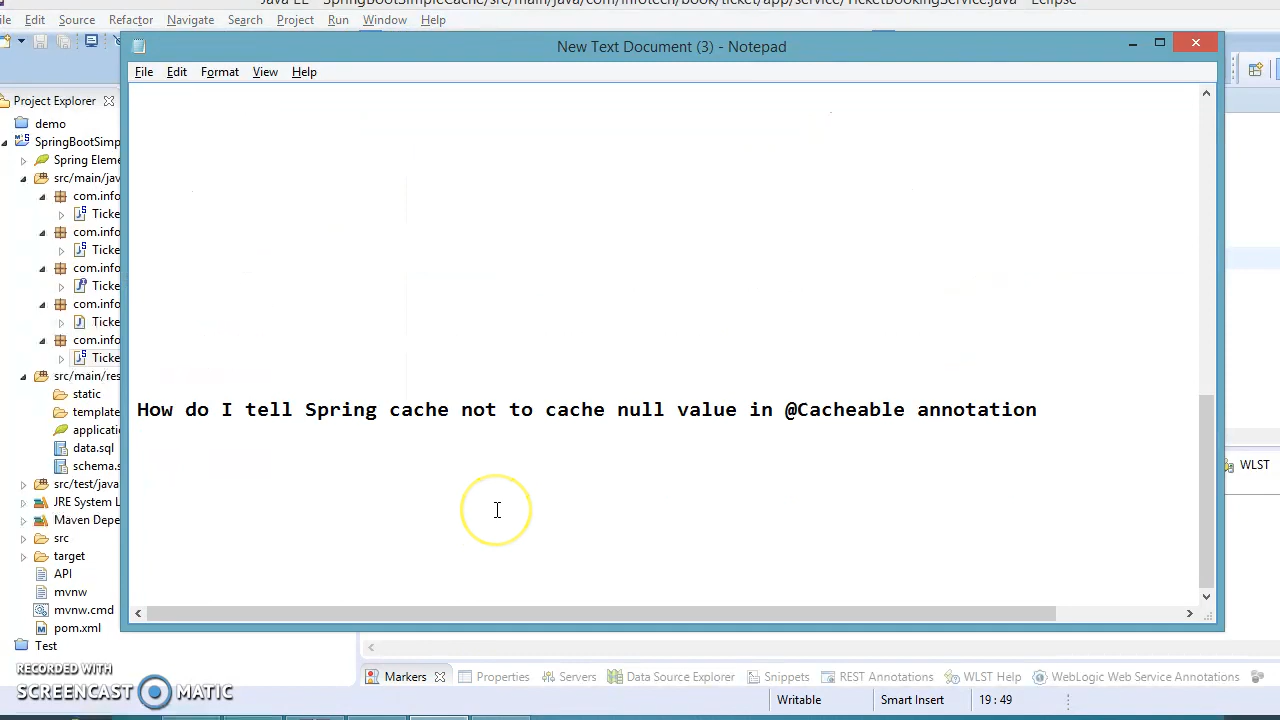 Java EE - SpringBootSimpleCache/src/main/java/com/infotech/book/ticket/app/service/TicketBookingService.java - Eclipse
File Edit Source Refactor Navigate Search Project Run Window Help
New Text Document (3) - Notepad
File Edit Format View Help
Project Explorer
demo
SpringBootSimp
Spring Eleme
src/main/jav
com.info
Ticke
com.info
Ticke
com.info
Ticke
com.info
Ticke
com.info
Ticke
src/main/res
static
template
applicatio
data.sql
schema.s
src/test/java
JRE System L
Maven Depe
src
target
API
mvnw
mvnw.cmd
pom.xml
Test
How do I tell Spring cache not to cache null value in @Cacheable annotation
WLST
Markers Properties Servers Data Source Explorer Snippets REST Annotations WLST Help WebLogic Web Service Annotations
Writable Smart Insert 19 : 49
RECORDED WITH
SCREENCAST MATIC